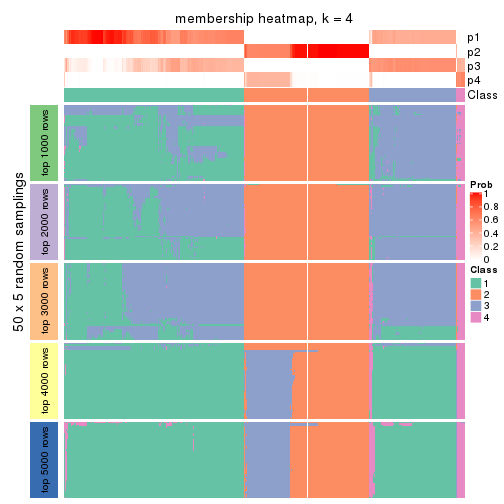 membership heatmap, k = 4
p1
p2
p3
p4
Class
50 x 5 random samplings
top 1000 rows
top 2000 rows
top 3000 rows
top 4000 rows
top 5000 rows
Prob
1
0.8
0.6
0.4
0.2
0
Class
1
2
3
4